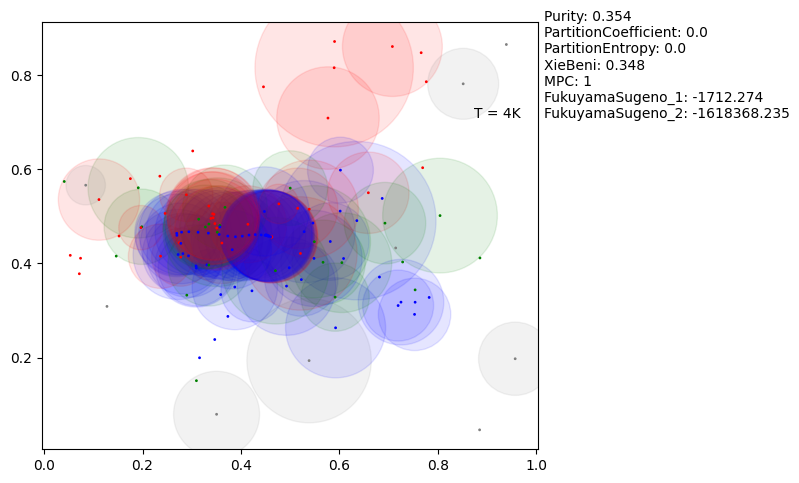 Purity: 0.354
PartitionCoefficient: 0.0
PartitionEntropy: 0.0
XieBeni: 0.348
MPC: 1
FukuyamaSugeno_1: -1712.274
FukuyamaSugeno_2: -1618368.235
T = 4K
0.8
0.6
0.4
0.2
0.0
0.2
0.4
0.6
0.8
1.0